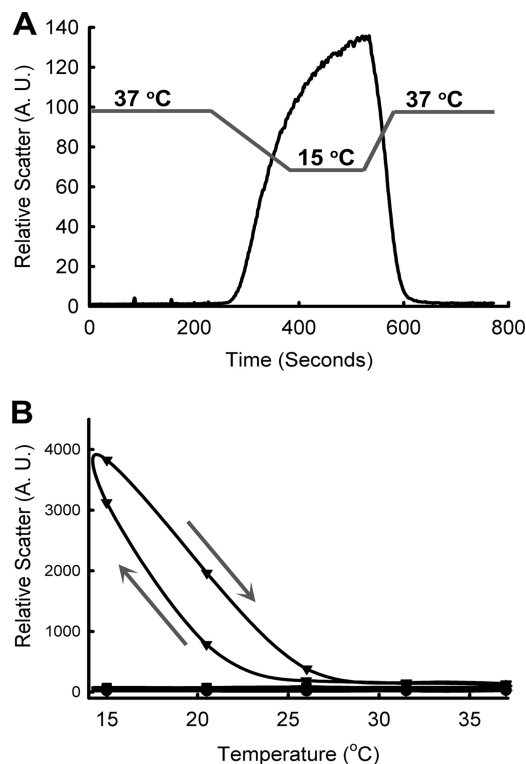 A
140
120
100
80
60
40
20
0
Relative Scatter (A. U.)
37 °C
15 °C
37 °C
0 200 400 600 800
Time (Seconds)
B
4000
3000
2000
1000
0
Relative Scatter (A. U.)
15 20 25 30 35
Temperature (°C)